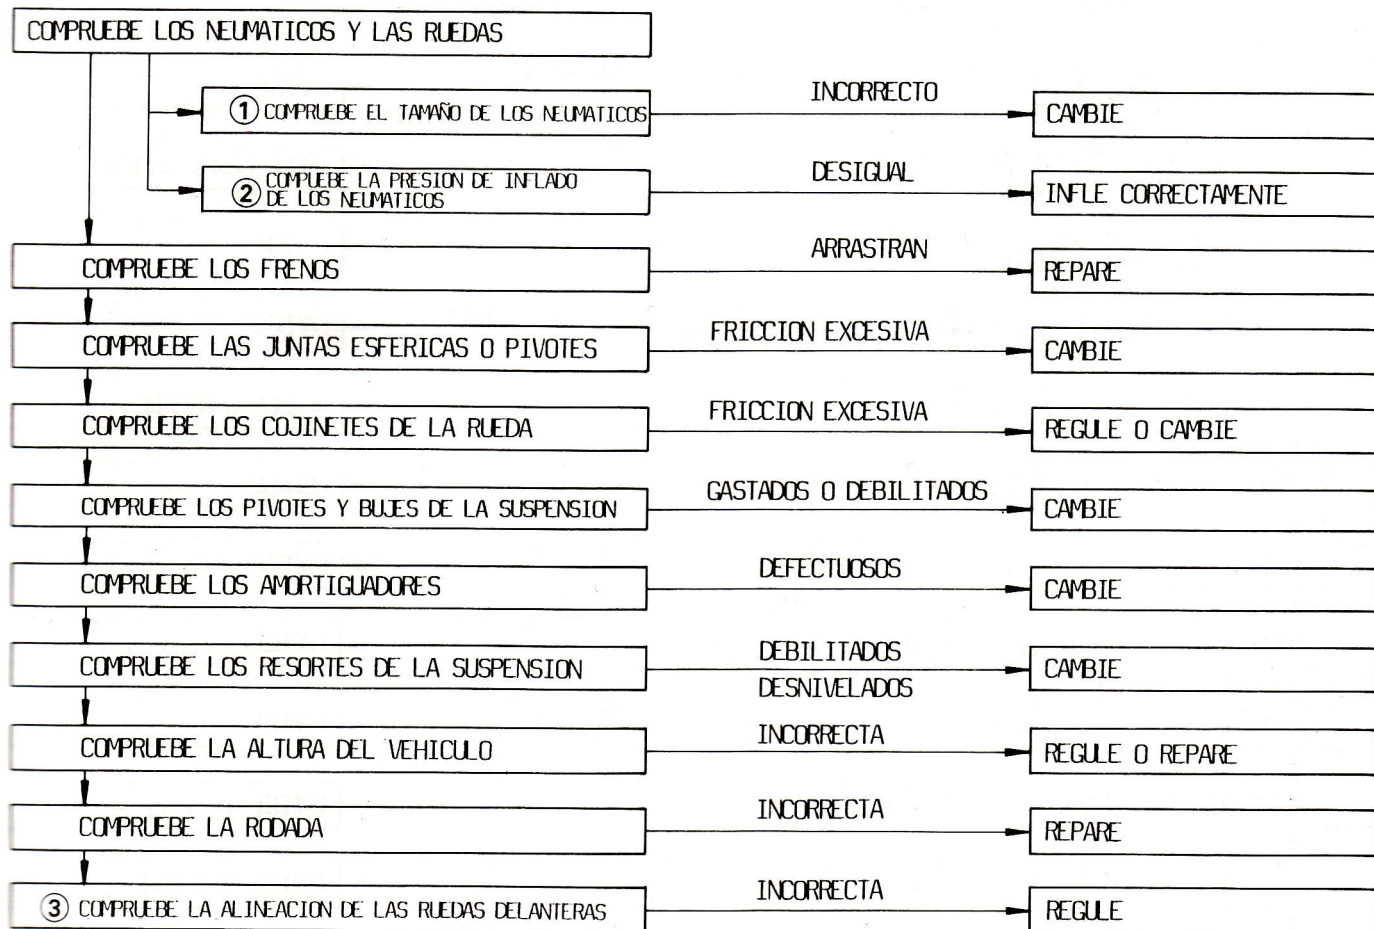 COMPRUEBE LOS NEUMATICOS Y LAS RUEDAS
① COMPRUEBE EL TAMAÑO DE LOS NEUMATICOS
INCORRECTO
CAMBIE
② COMPUEBE LA PRESION DE INFLADO
DE LOS NEUMATICOS
DESIGUAL
INFLE CORRECTAMENTE
COMPRUEBE LOS FRENOS
ARRASTRAN
REPARE
COMPRUEBE LAS JUNTAS ESFERICAS O PIVOTES
FRICCION EXCESIVA
CAMBIE
COMPRUEBE LOS COJINETES DE LA RUEDA
FRICCION EXCESIVA
REGULE O CAMBIE
COMPRUEBE LOS PIVOTES Y BUJES DE LA SUSPENSION
GASTADOS O DEBILITADOS
CAMBIE
COMPRUEBE LOS AMORTIGUADORES
DEFECTUOSOS
CAMBIE
COMPRUEBE LOS RESORTES DE LA SUSPENSION
DEBILITADOS
DESNIVELADOS
CAMBIE
COMPRUEBE LA ALTURA DEL VEHICULO
INCORRECTA
REGULE O REPARE
COMPRUEBE LA RODADA
INCORRECTA
REPARE
③ COMPRUEBE LA ALINEACION DE LAS RUEDAS DELANTERAS
INCORRECTA
REGULE